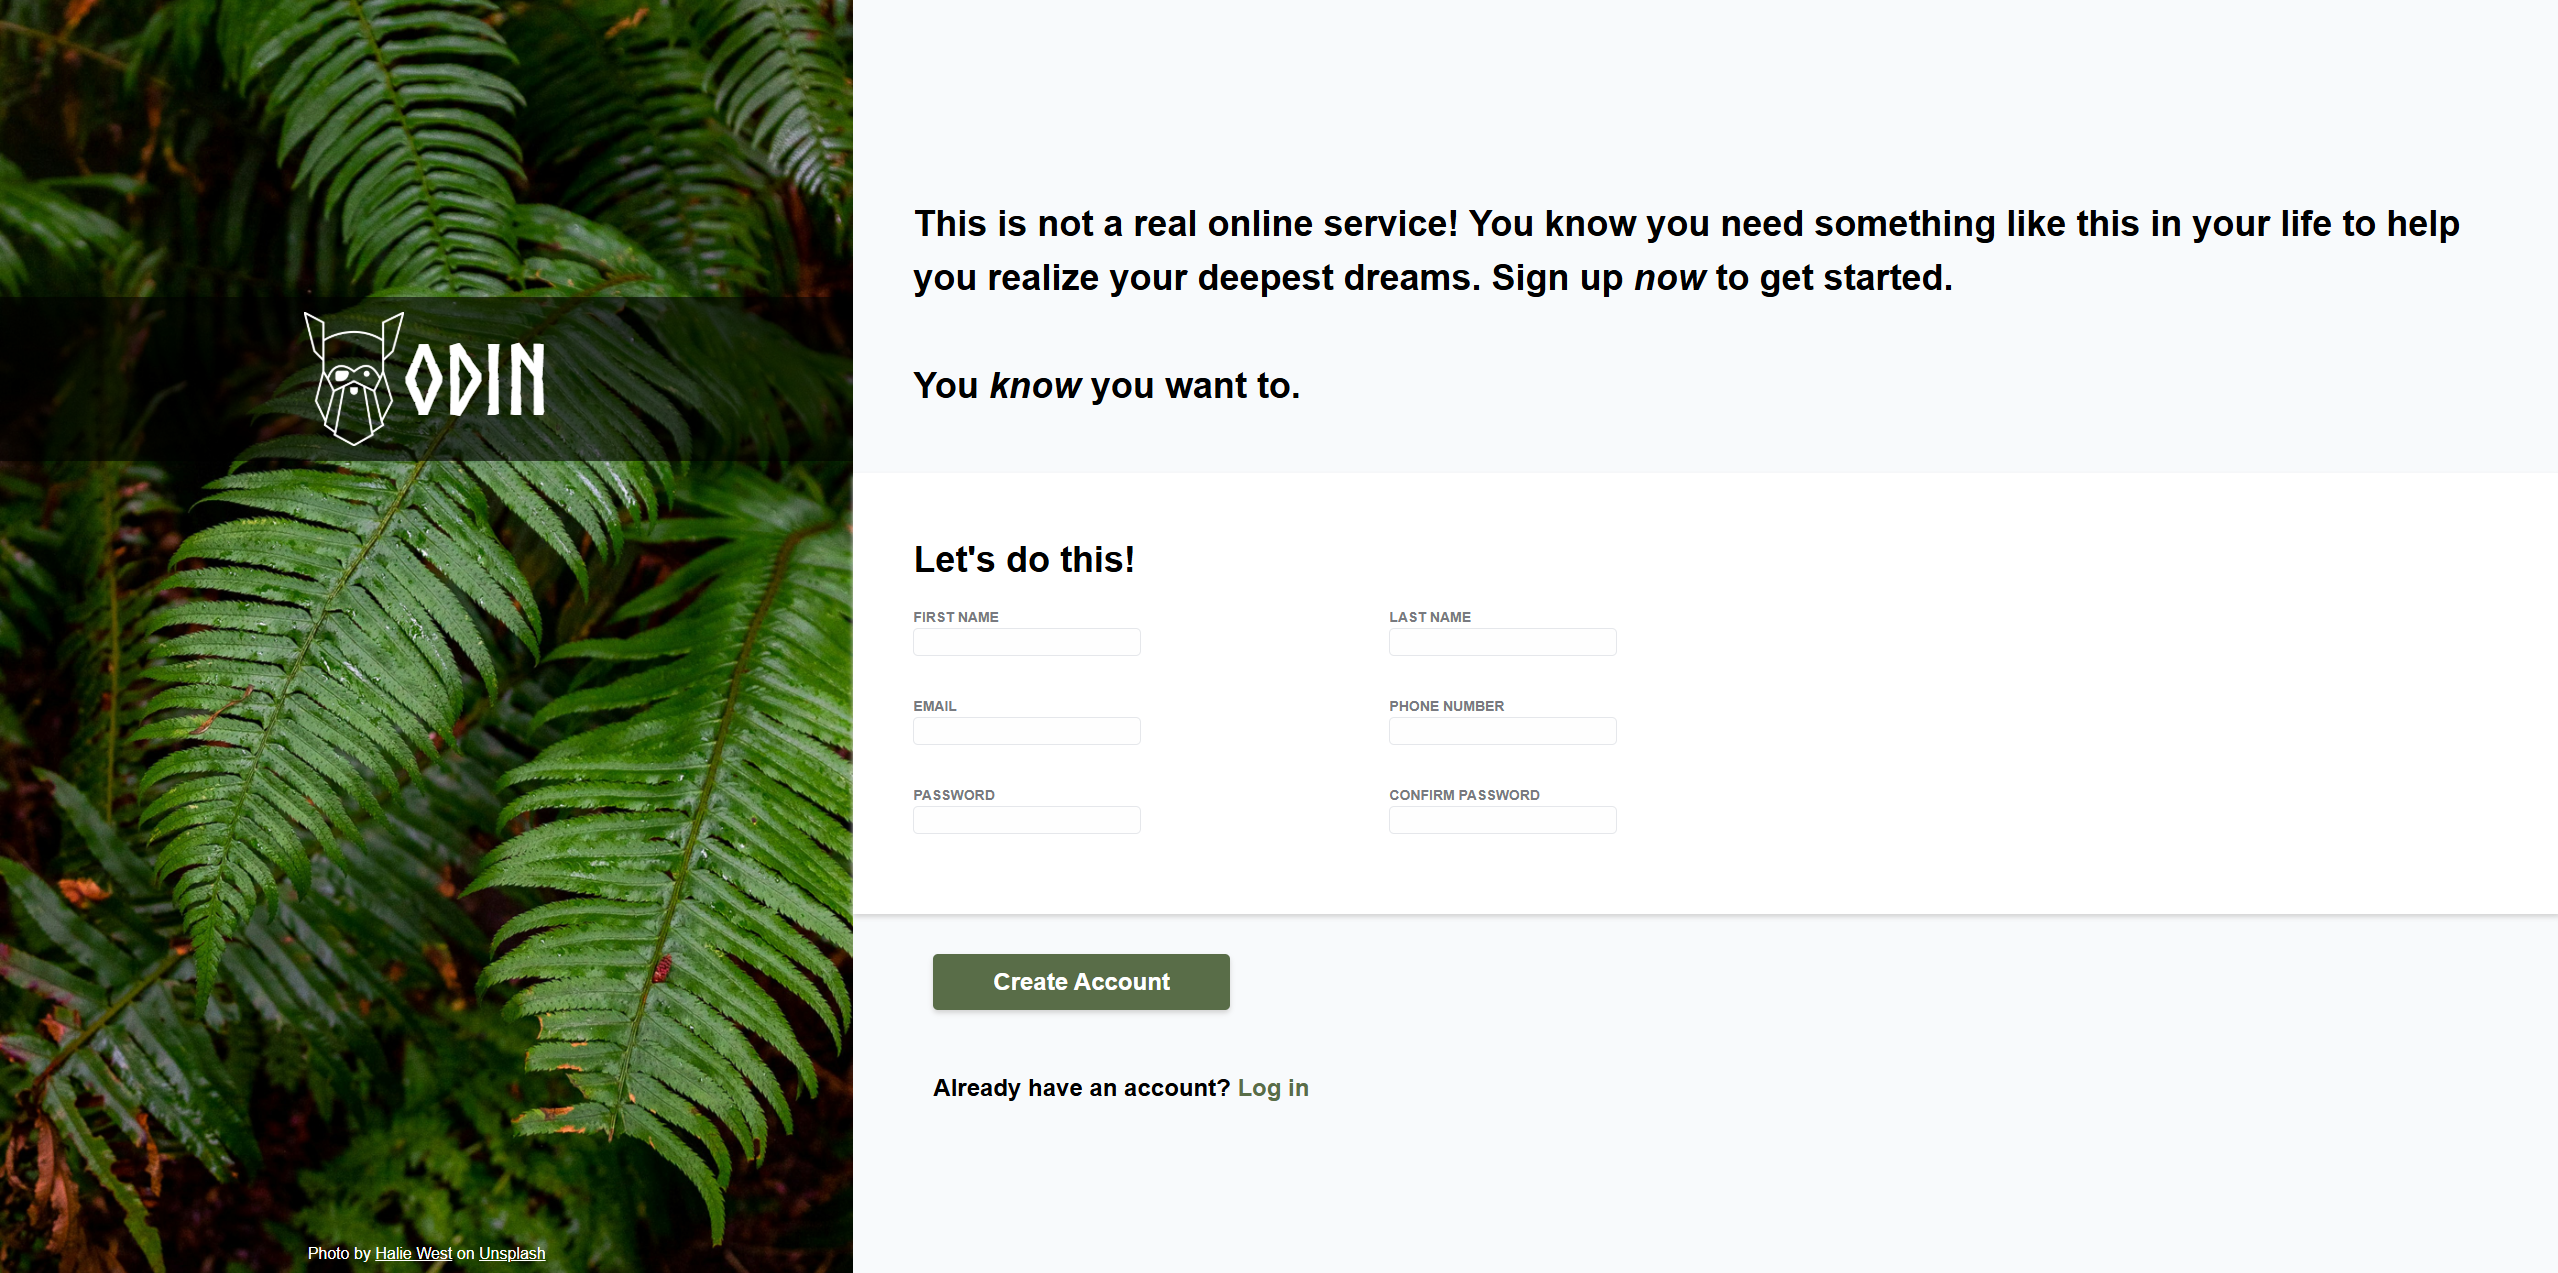 ODIN
Photo by Halie West on Unsplash
This is not a real online service! You know you need something like this in your life to help
you realize your deepest dreams. Sign up now to get started.
You know you want to.
Let's do this!
FIRST NAME
LAST NAME
EMAIL
PHONE NUMBER
PASSWORD
CONFIRM PASSWORD
Create Account
Already have an account? Log in